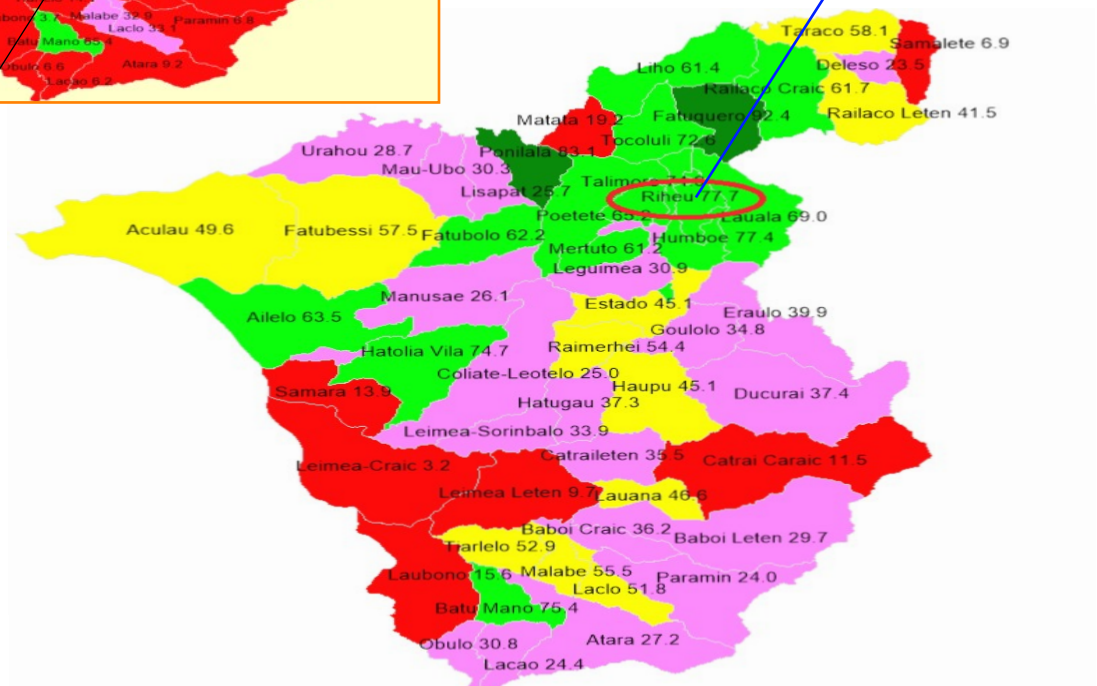 Malabe 32.9
Laclo 33.1
Paramin 6.8
Batu Mano 65.4
Atara 9.2
Obulo 6.6
Lacao 6.2
Taraco 58.1
Samalete 6.9
Deleso 23.5
Liho 61.4
Railaco Craic 61.7
Railaco Leten 41.5
Fatuquero 92.4
Matata 19.2
Tocoluli 72.6
Urahou 28.7
Ponilala 83.1
Mau-Ubo 30.3
Lisapat 25.7
Talimoro
Riheu 77.7
Poetete 65.2
Lauala 69.0
Aculau 49.6
Fatubessi 57.5
Fatubolo 62.2
Humboe 77.4
Mertuto 61.2
Leguimea 30.9
Manusae 26.1
Estado 45.1
Eraulo 39.9
Ailelo 63.5
Goulolo 34.8
Raimerhei 54.4
Hatolia Vila 74.7
Coliate-Leotelo 25.0
Haupu 45.1
Samara 13.9
Ducurai 37.4
Hatugau 37.3
Leimea-Sorinbalo 33.9
Catraileten 35.5
Catrai Caraic 11.5
Leimea-Craic 3.2
Leimea Leten 9.7
Lauana 46.6
Baboi Craic 36.2
Baboi Leten 29.7
Tiarlelo 52.9
Laubono 15.6
Malabe 55.5
Paramin 24.0
Laclo 51.8
Batu Mano 75.4
Obulo 30.8
Atara 27.2
Lacao 24.4